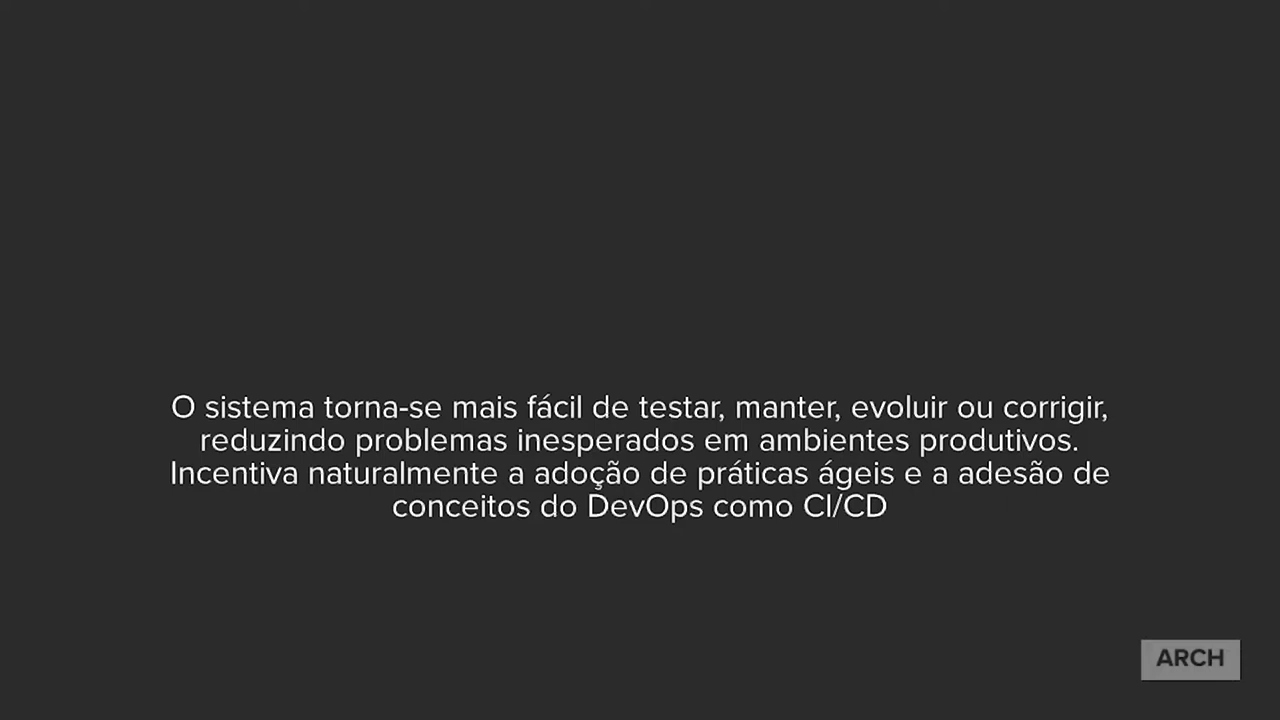 O sistema torna-se mais fácil de testar, manter, evoluir ou corrigir,
reduzindo problemas inesperados em ambientes produtivos.
Incentiva naturalmente a adoção de práticas ágeis e a adesão de
conceitos do DevOps como CI/CD
ARCH